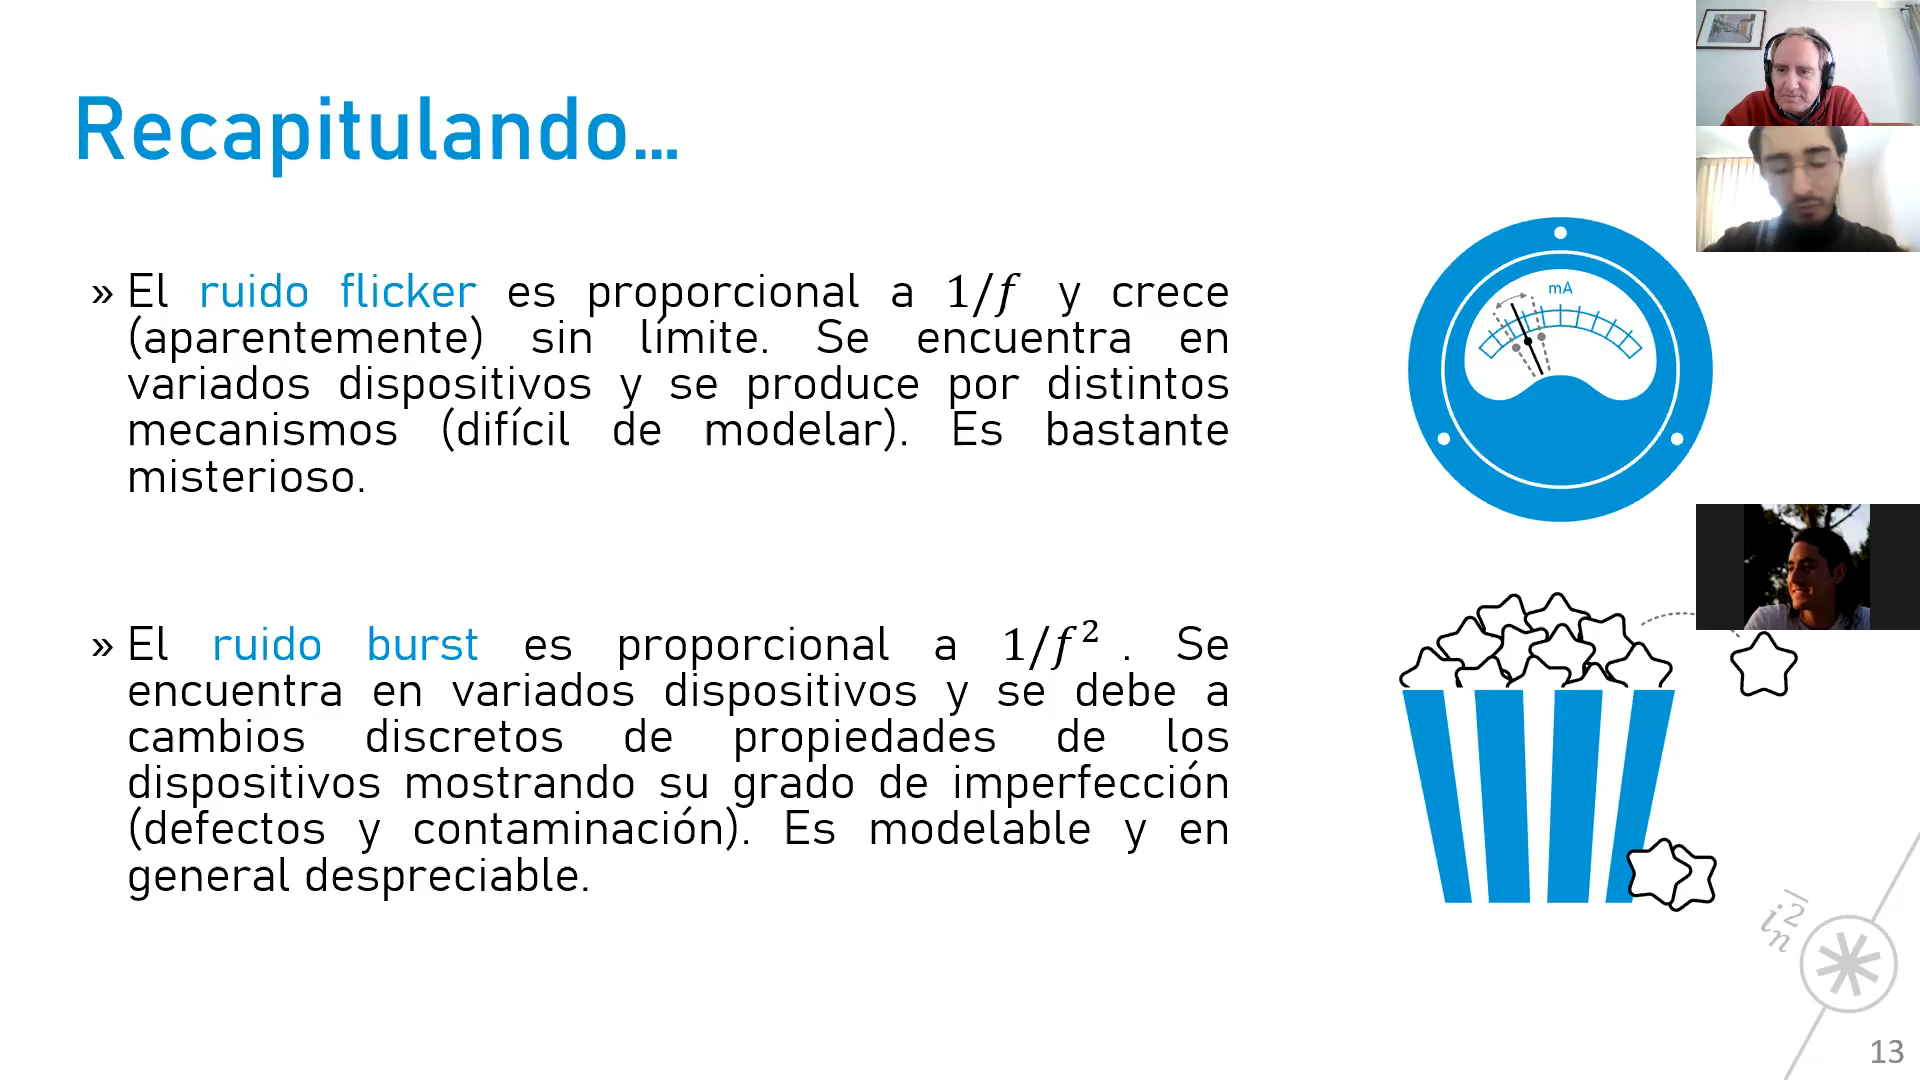 Recapitulando...
» El ruido flicker es proporcional a 1/f y crece
(aparentemente) sin límite. Se encuentra en
variados dispositivos y se produce por distintos
mecanismos (difícil de modelar). Es bastante
misterioso.
mA
» El ruido burst es proporcional a 1/f² . Se
encuentra en variados dispositivos y se debe a
cambios discretos de propiedades de los
dispositivos mostrando su grado de imperfección
(defectos y contaminación). Es modelable y en
general despreciable.
i̅ₙ²
13